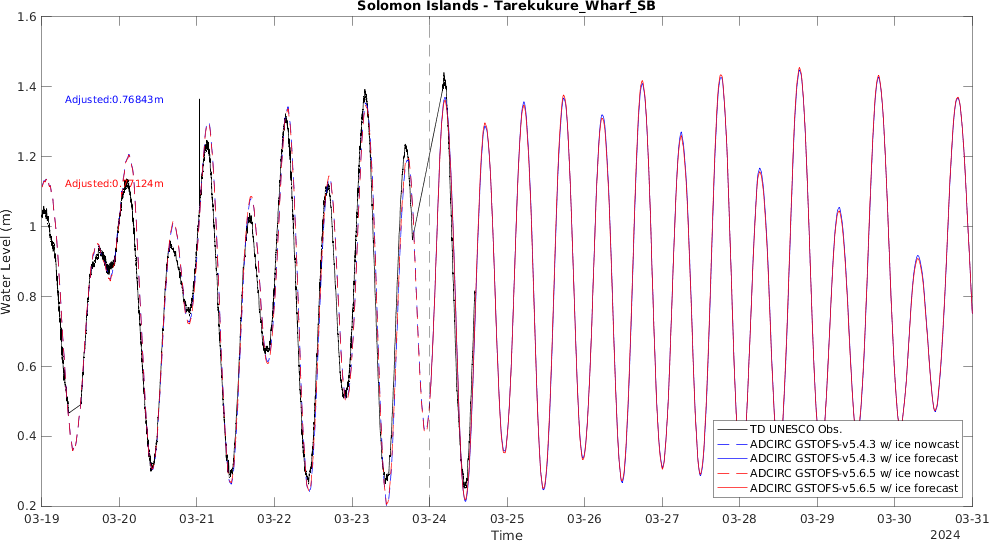 Solomon Islands - Tarekukure_Wharf_SB
1.6
1.4
1.2
1
0.8
0.6
0.4
0.2
Water Level (m)
Adjusted:0.76843m
Adjusted:0.77124m
TD UNESCO Obs.
ADCIRC GSTOFS-v5.4.3 w/ ice nowcast
ADCIRC GSTOFS-v5.4.3 w/ ice forecast
ADCIRC GSTOFS-v5.6.5 w/ ice nowcast
ADCIRC GSTOFS-v5.6.5 w/ ice forecast
03-19 03-20 03-21 03-22 03-23 03-24 03-25 03-26 03-27 03-28 03-29 03-30 03-31
Time
2024